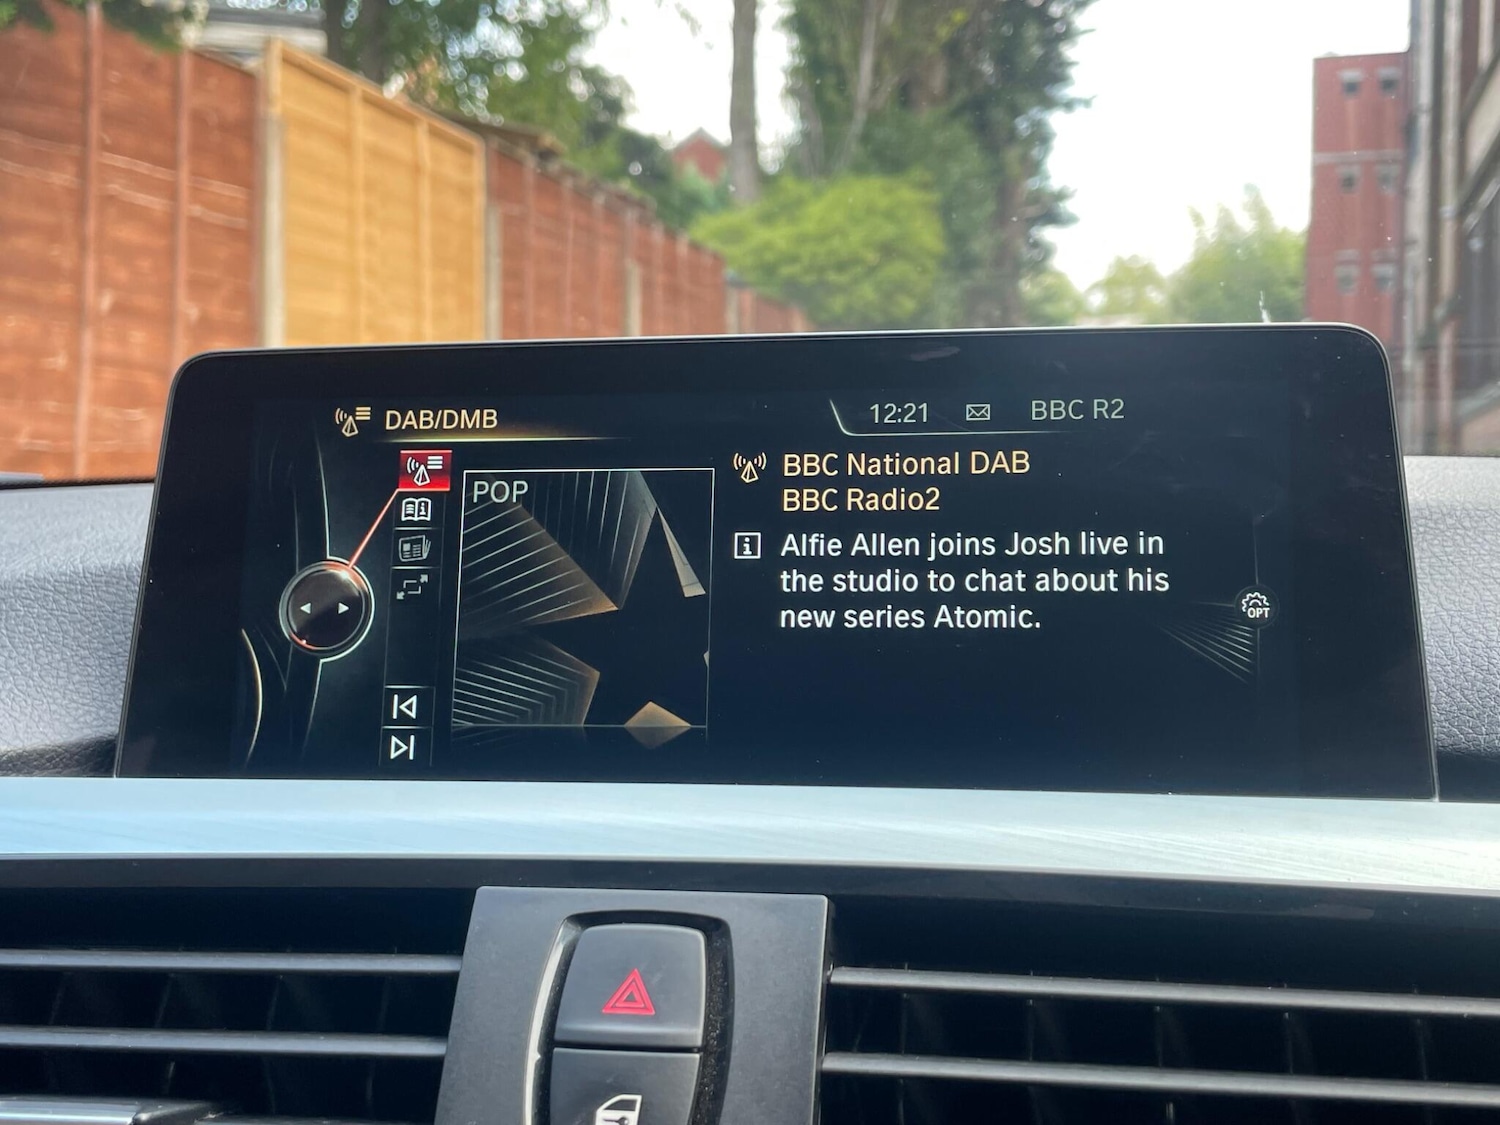 DAB/DMB
12:21
BBC R2
POP
BBC National DAB
BBC Radio2
Alfie Allen joins Josh live in
the studio to chat about his
new series Atomic.
OPT